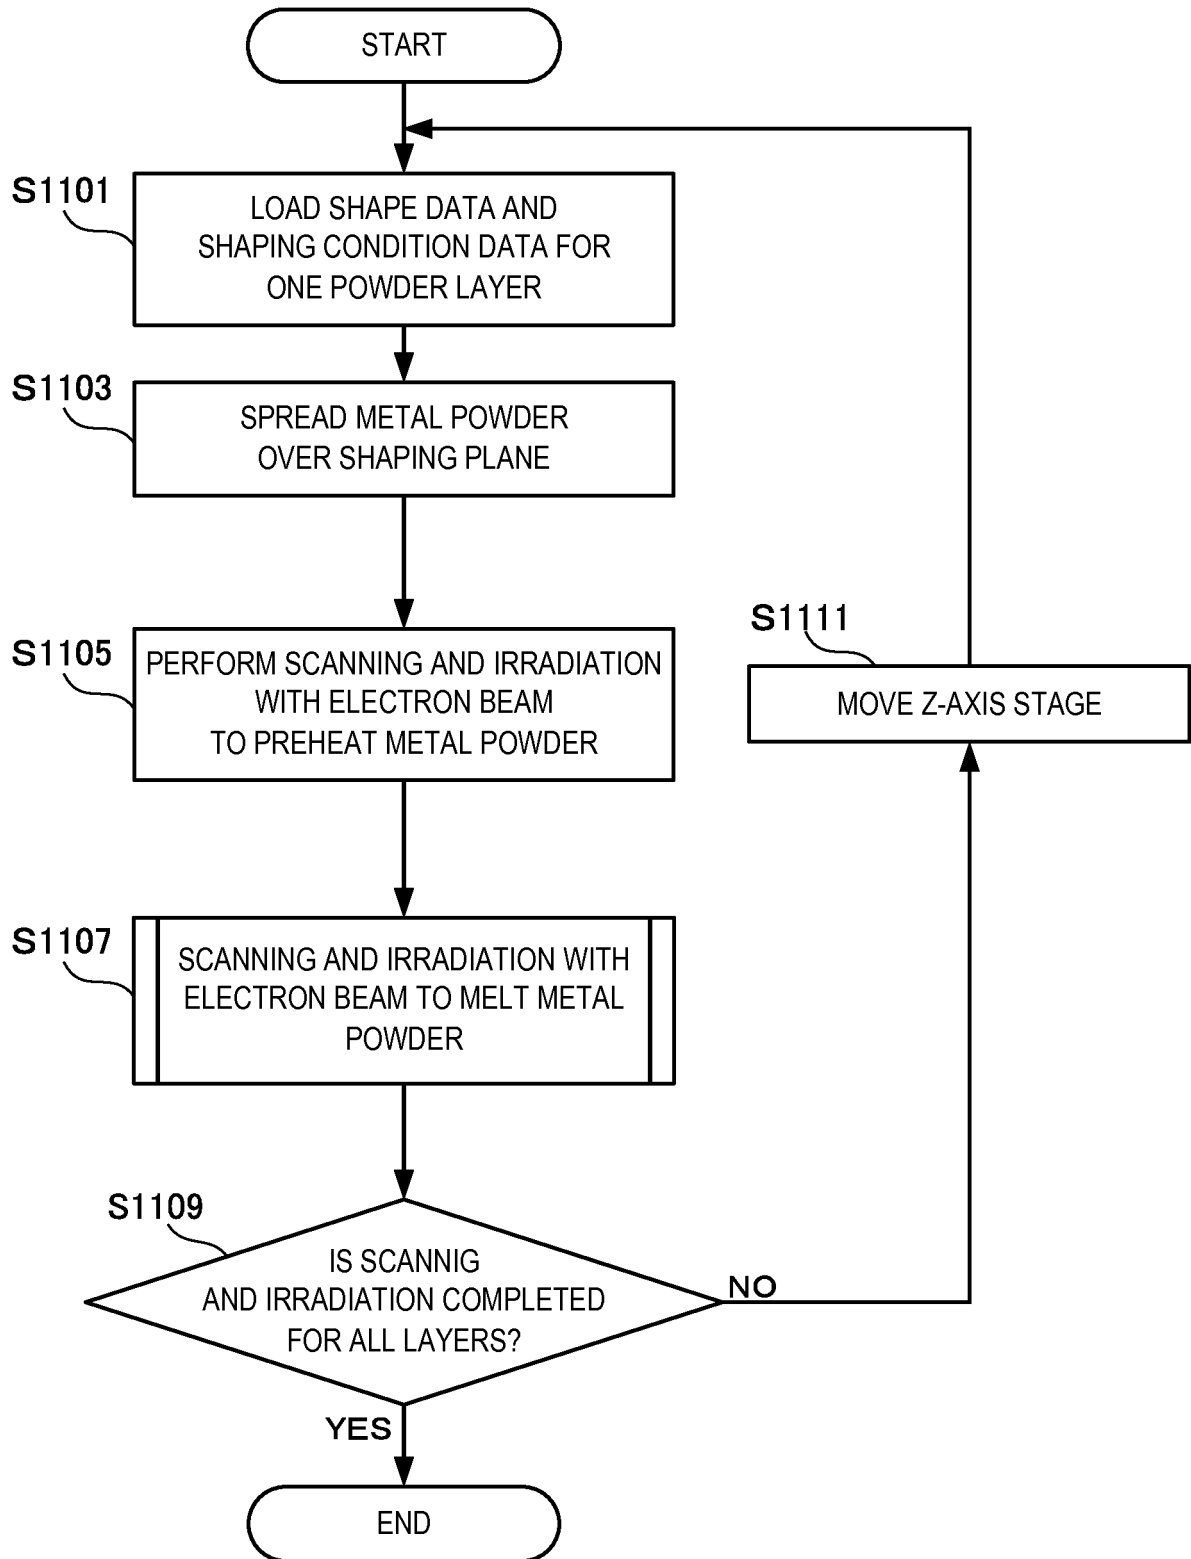 START
S1101
LOAD SHAPE DATA AND
SHAPING CONDITION DATA FOR
ONE POWDER LAYER
S1103
SPREAD METAL POWDER
OVER SHAPING PLANE
S1105
PERFORM SCANNING AND IRRADIATION
WITH ELECTRON BEAM
TO PREHEAT METAL POWDER
S1111
MOVE Z-AXIS STAGE
S1107
SCANNING AND IRRADIATION WITH
ELECTRON BEAM TO MELT METAL
POWDER
S1109
IS SCANNIG
AND IRRADIATION COMPLETED
FOR ALL LAYERS?
NO
YES
END